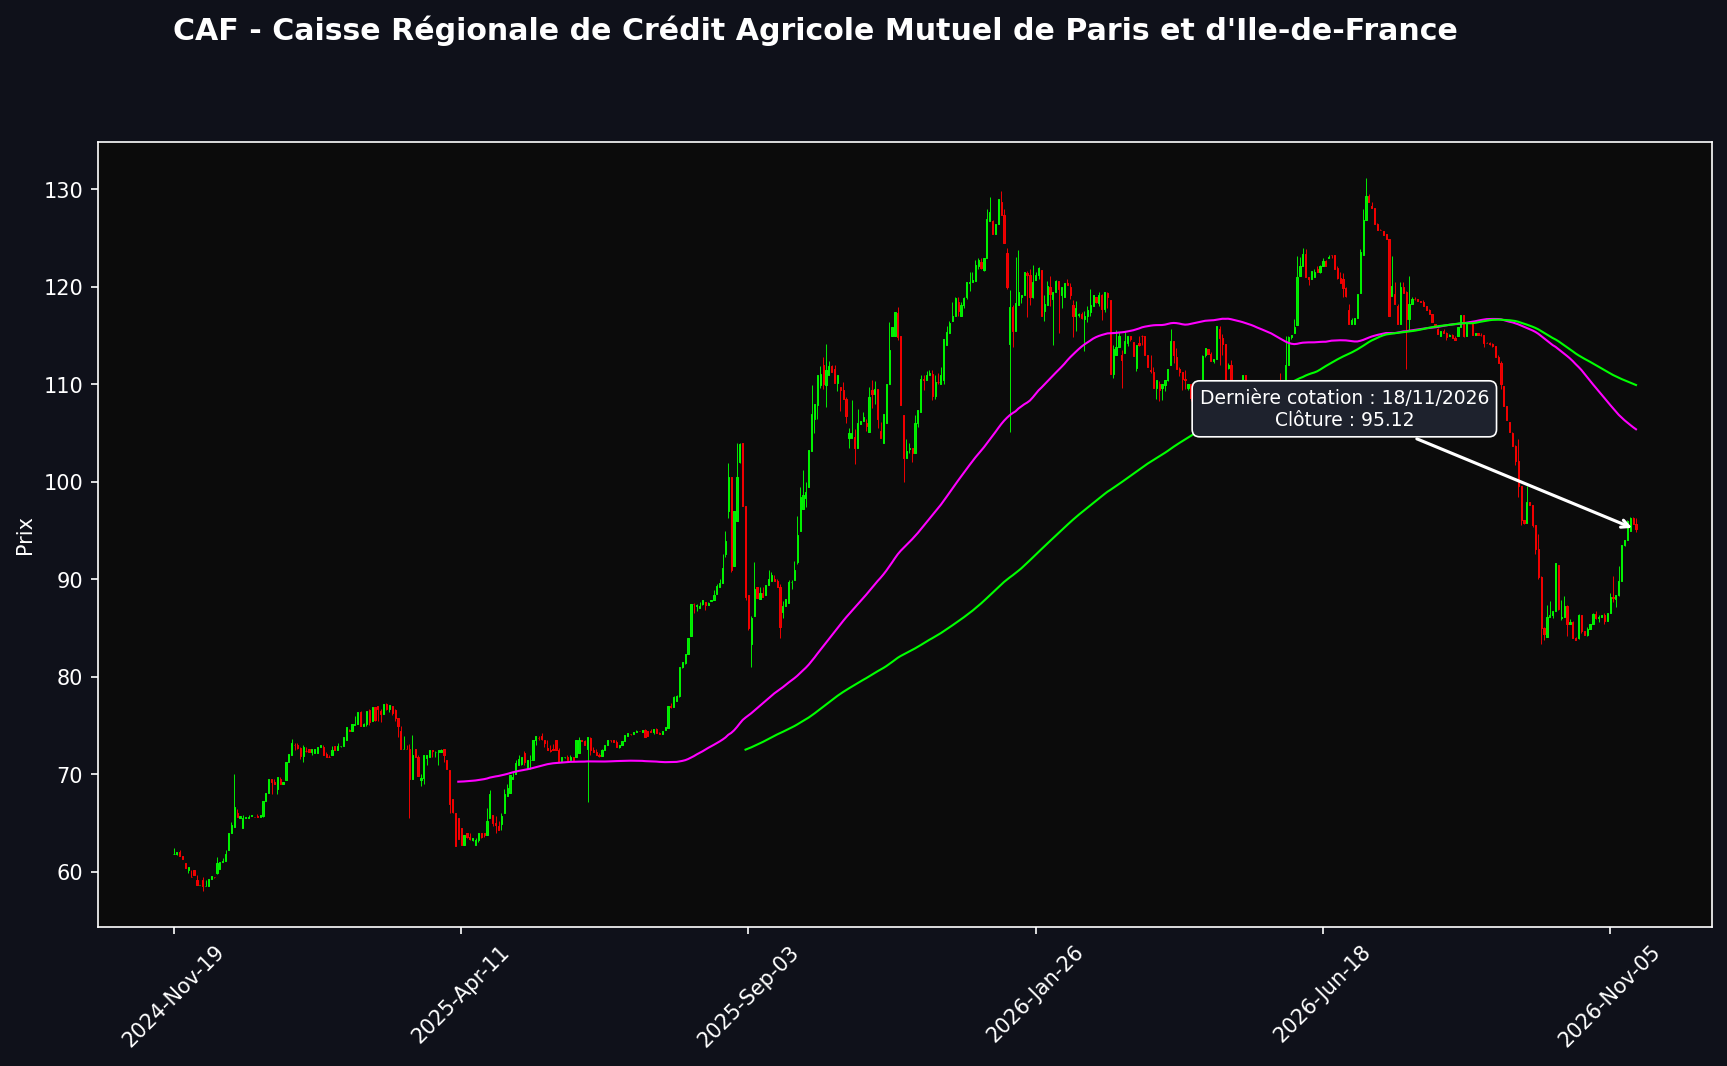 CAF - Caisse Régionale de Crédit Agricole Mutuel de Paris et d'Ile-de-France
130
120
110
100
90
80
70
60
Prix
Dernière cotation : 18/11/2026
Clôture : 95.12
2024-Nov-19
2025-Apr-11
2025-Sep-03
2026-Jan-26
2026-Jun-18
2026-Nov-05